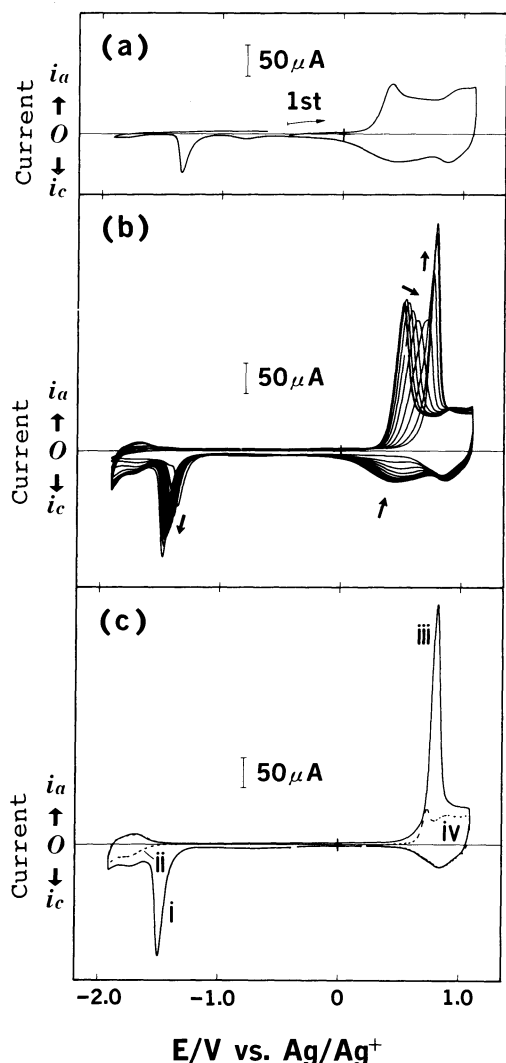 (a)
50 μA
1st
Current
ia
O
ic
(b)
50 μA
Current
ia
O
ic
(c)
iii
50 μA
Current
ia
O
ic
ii
iv
i
-2.0 -1.0 0 1.0
E/V vs. Ag/Ag+